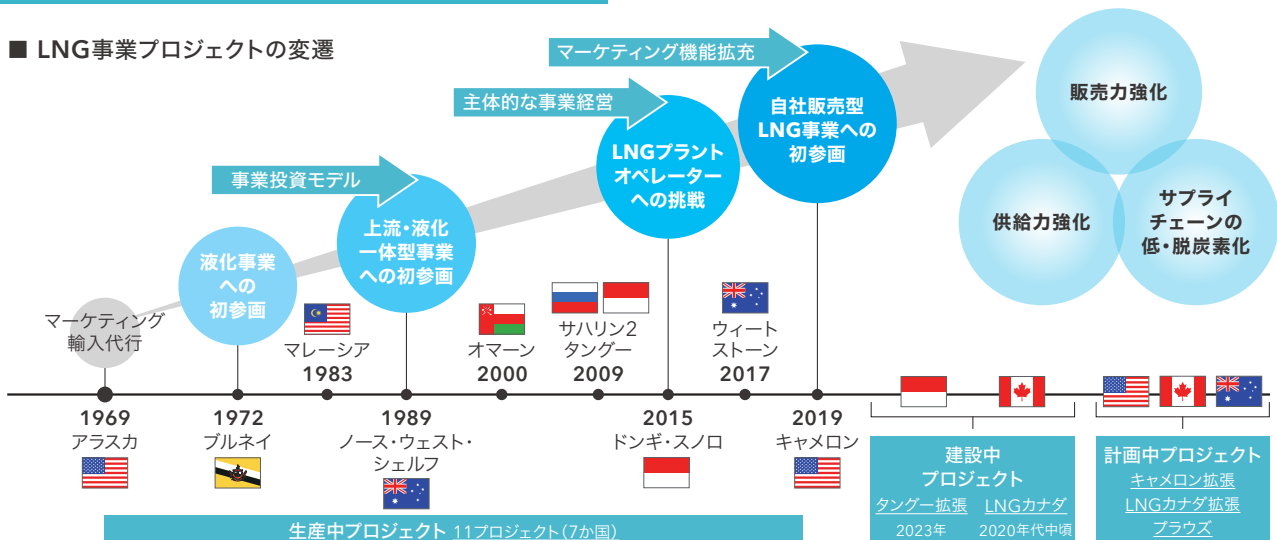 ■ LNG事業プロジェクトの変遷
マーケティング機能拡充
主体的な事業経営
事業投資モデル
自社販売型
LNG事業への
初参画
LNGプラント
オペレーター
への挑戦
上流・液化
一体型事業
への初参画
液化事業
への
初参画
マーケティング
輸入代行
販売力強化
供給力強化
サプライ
チェーンの
低・脱炭素化
マレーシア
1983
オマーン
2000
サハリン2
タングー
2009
ウィート
ストーン
2017
1969
アラスカ
1972
ブルネイ
1989
ノース・ウェスト・
シェルフ
2015
ドンギ・スノロ
2019
キャメロン
生産中プロジェクト 11プロジェクト(7か国)
建設中
プロジェクト
タングー拡張 LNGカナダ
2023年 2020年代中頃
計画中プロジェクト
キャメロン拡張
LNGカナダ拡張
ブラウズ